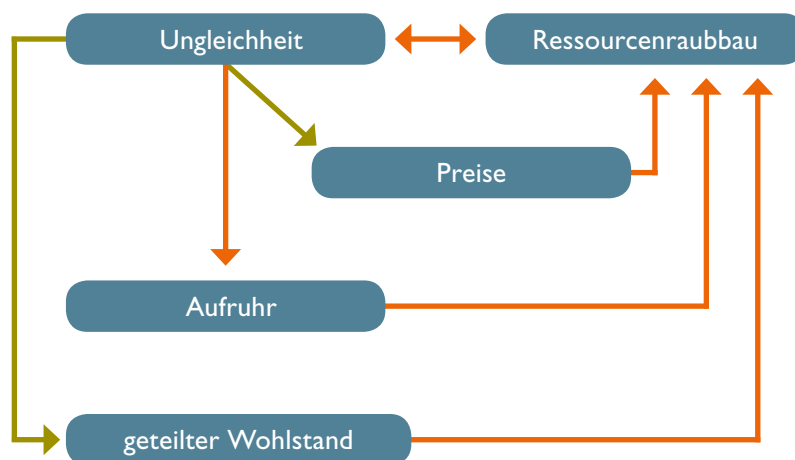 Ungleichheit
Ressourcenraubbau
Preise
Aufruhr
geteilter Wohlstand